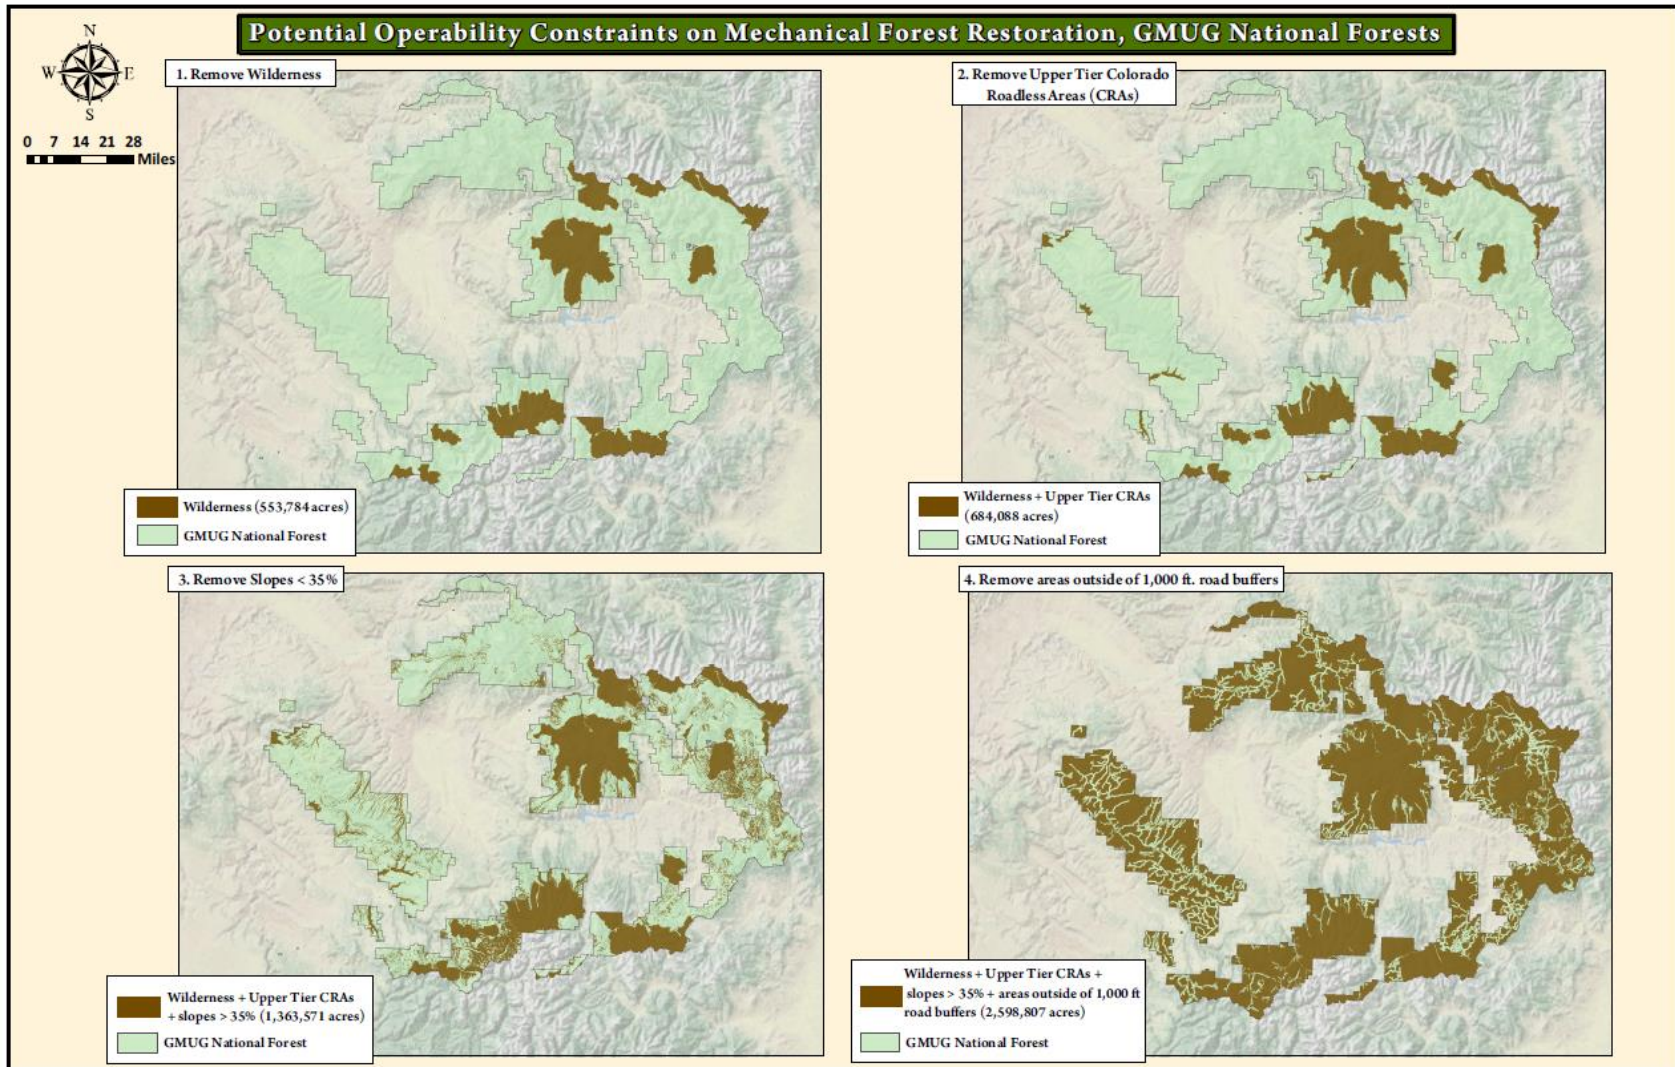 Potential Operability Constraints on Mechanical Forest Restoration, GMUG National Forests
N
W E
S
0 7 14 21 28
Miles
1. Remove Wilderness
Wilderness (553,784 acres)
GMUG National Forest
2. Remove Upper Tier Colorado
Roadless Areas (CRAs)
Wilderness + Upper Tier CRAs
(684,088 acres)
GMUG National Forest
3. Remove Slopes < 35%
Wilderness + Upper Tier CRAs
+ slopes > 35% (1,363,571 acres)
GMUG National Forest
4. Remove areas outside of 1,000 ft. road buffers
Wilderness + Upper Tier CRAs +
slopes > 35% + areas outside of 1,000 ft
road buffers (2,598,807 acres)
GMUG National Forest